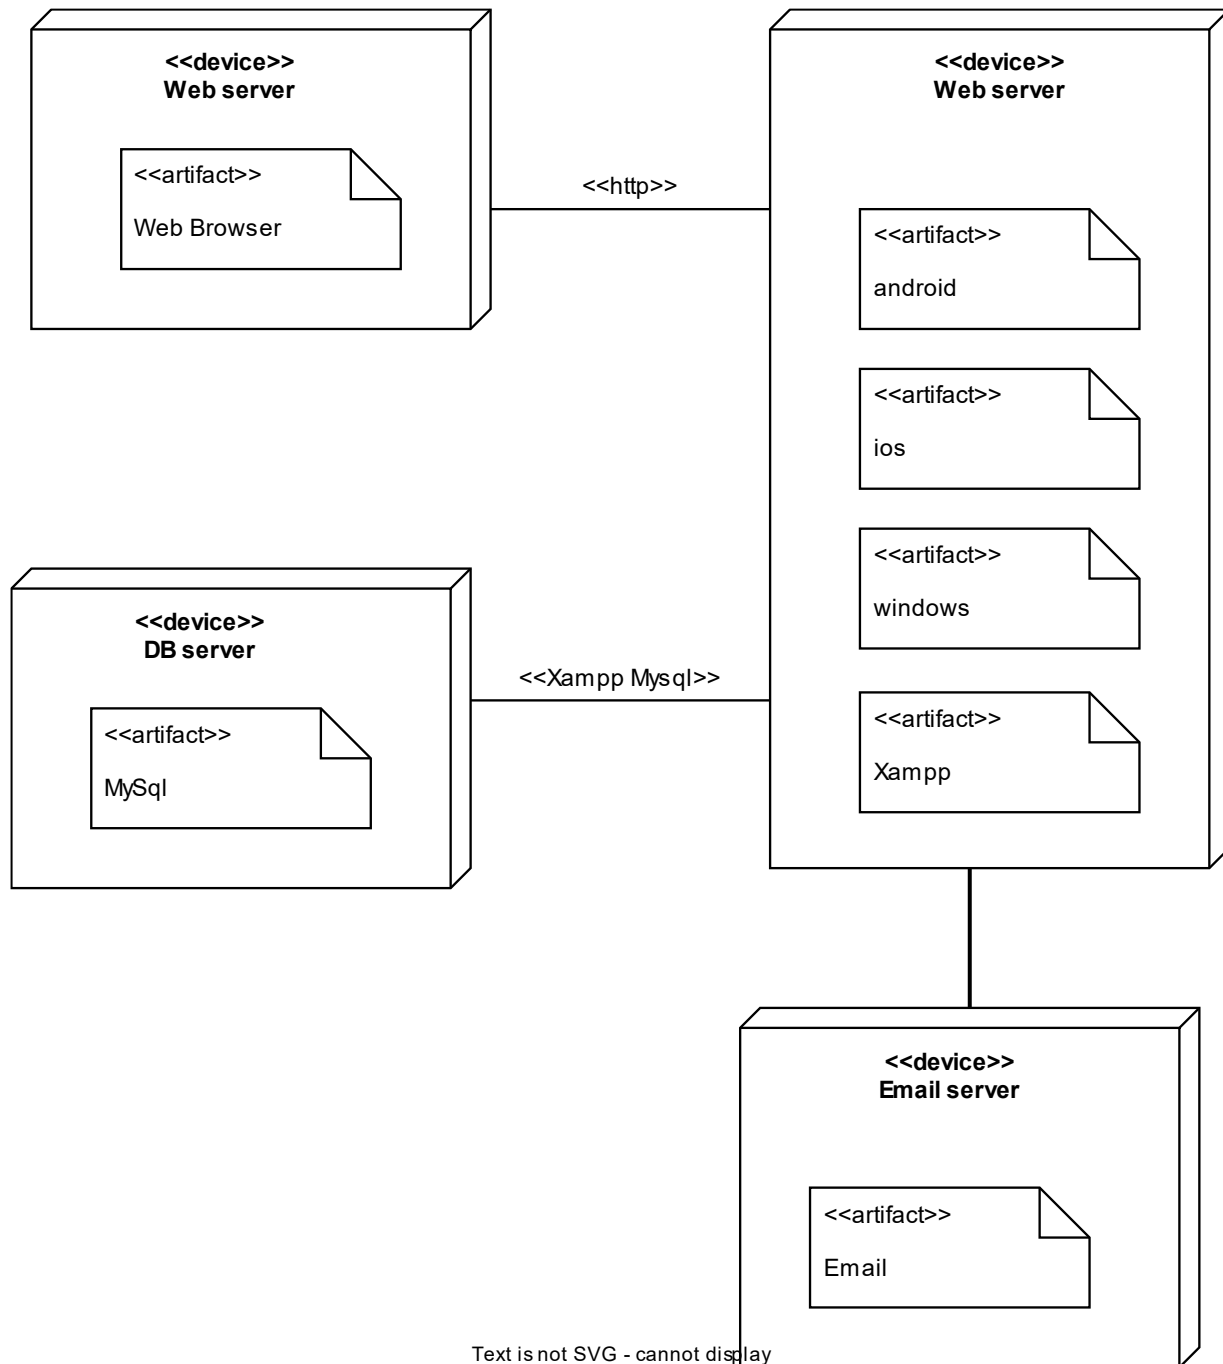 <<device>>
Web server
<<artifact>>
Web Browser
<<http>>
<<device>>
Web server
<<artifact>>
android
<<artifact>>
ios
<<artifact>>
windows
<<artifact>>
Xampp
<<device>>
DB server
<<artifact>>
MySql
<<Xampp Mysql>>
<<device>>
Email server
<<artifact>>
Email
Text is not SVG - cannot display